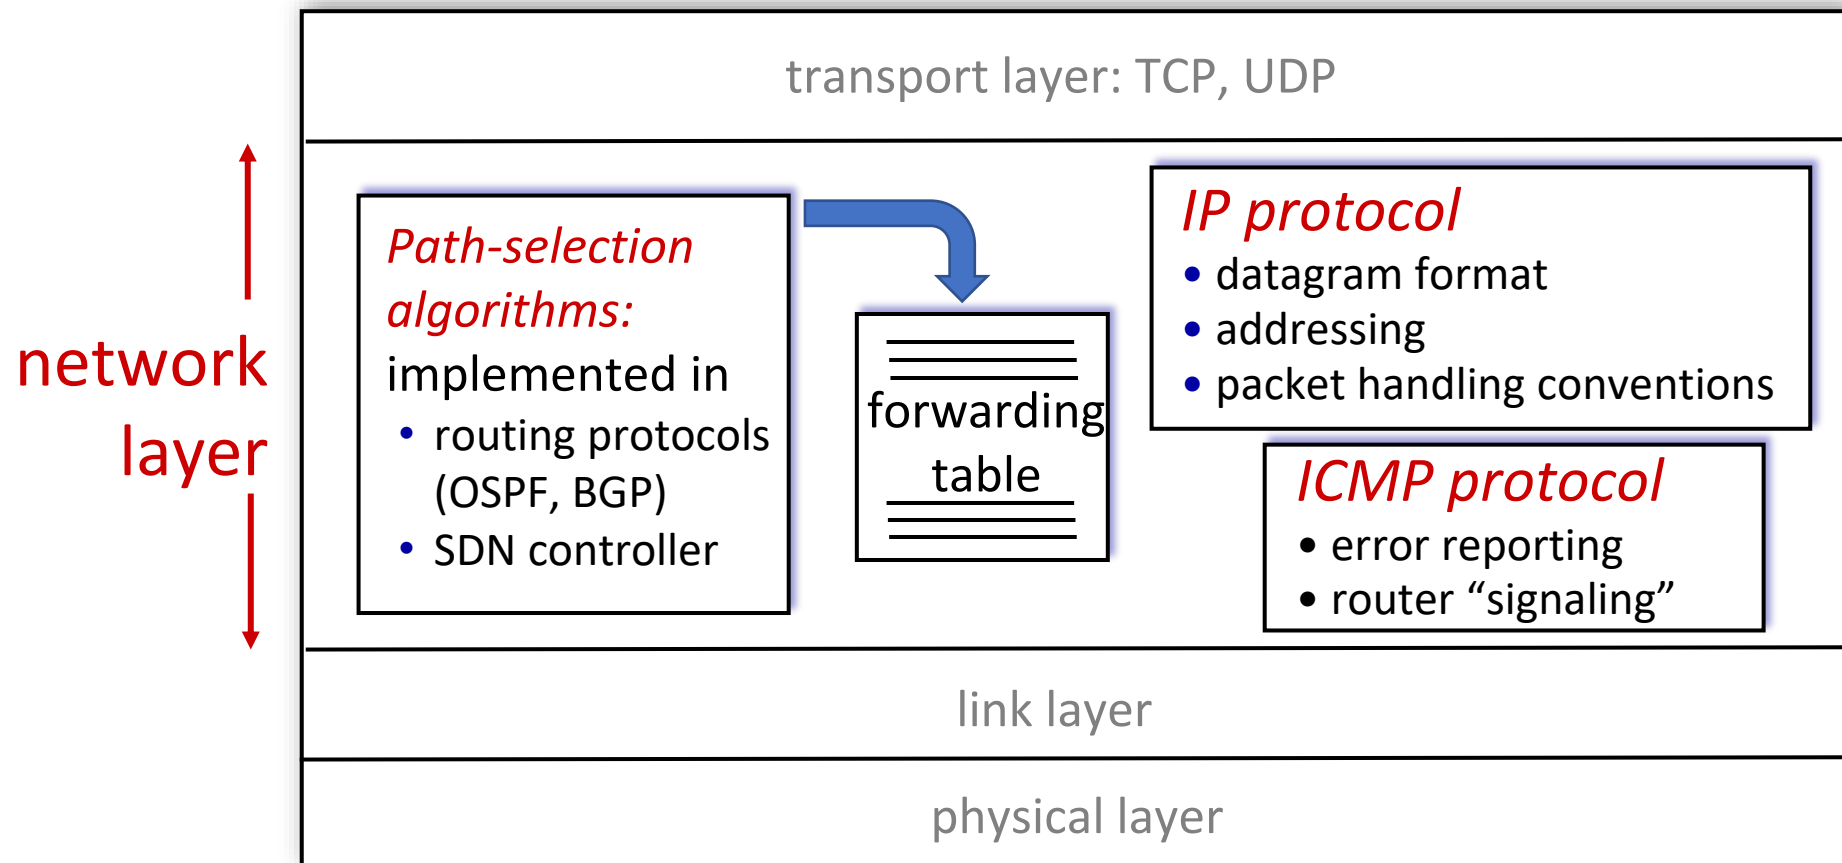 transport layer: TCP, UDP
network
layer
Path-selection
algorithms:
implemented in
• routing protocols
(OSPF, BGP)
• SDN controller
forwarding
table
IP protocol
• datagram format
• addressing
• packet handling conventions
ICMP protocol
• error reporting
• router “signaling”
link layer
physical layer